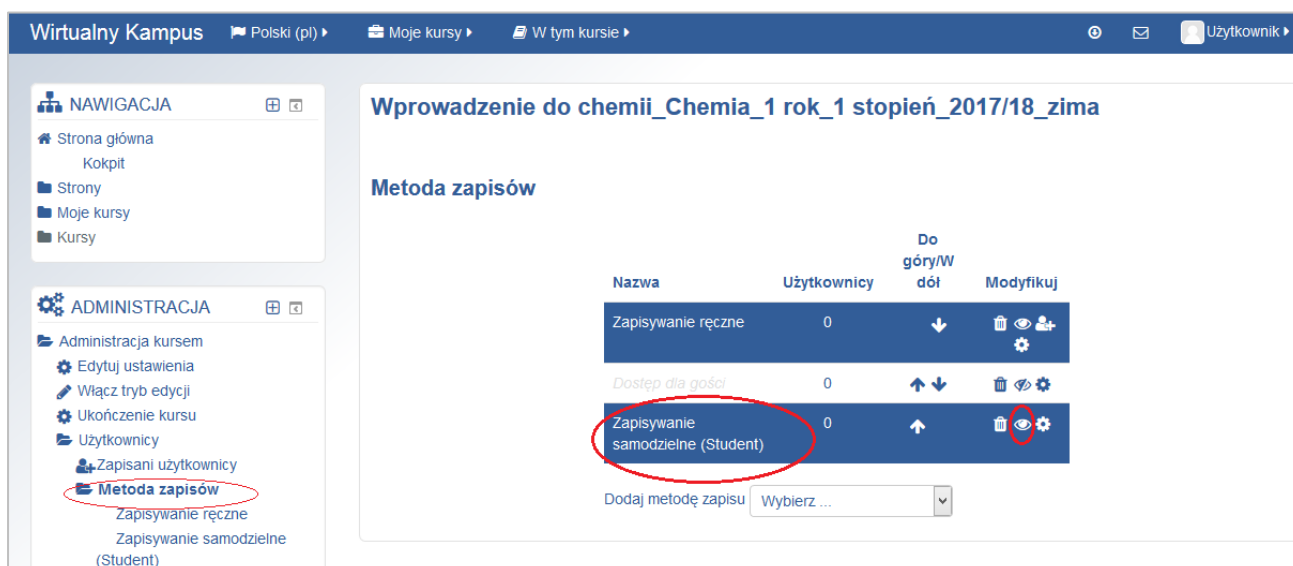 Wirtualny Kampus Polski (pl) Moje kursy W tym kursie Użytkownik
NAWIGACJA
Strona główna
Kokpit
Strony
Moje kursy
Kursy
ADMINISTRACJA
Administracja kursem
Edytuj ustawienia
Włącz tryb edycji
Ukończenie kursu
Użytkownicy
Zapisani użytkownicy
Metoda zapisów
Zapisywanie ręczne
Zapisywanie samodzielne
(Student)
Wprowadzenie do chemii_Chemia_1 rok_1 stopień_2017/18_zima
Metoda zapisów
Do
góry/W
Nazwa Użytkownicy dół Modyfikuj
Zapisywanie ręczne 0
Dostęp dla gości 0
Zapisywanie 0
samodzielne (Student)
Dodaj metodę zapisu Wybierz ...